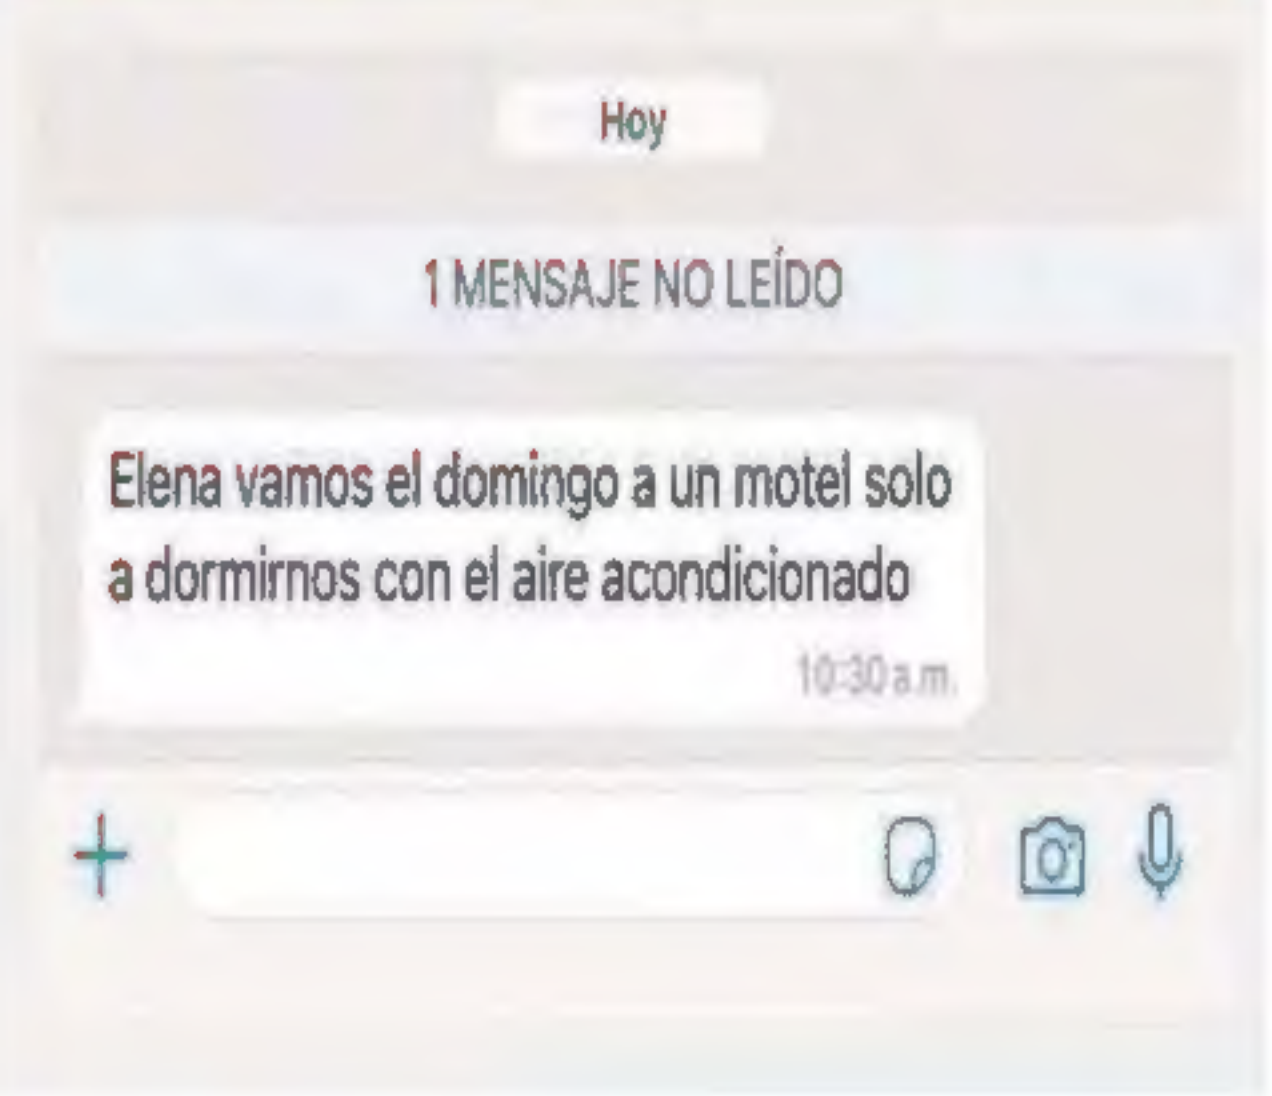 Hoy
1 MENSAJE NO LEÍDO
Elena vamos el domingo a un motel solo
a dormirnos con el aire acondicionado
10:30 a.m.